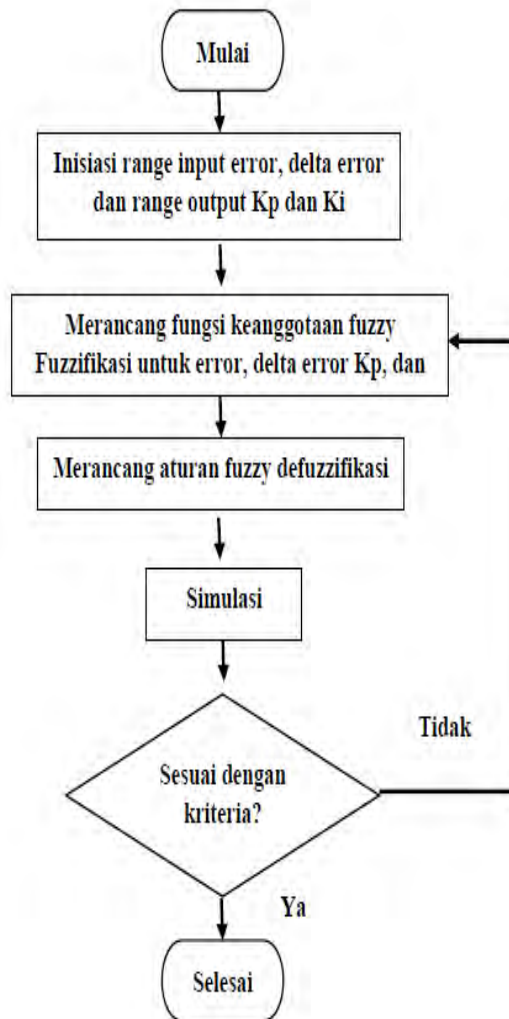 Mulai
Inisiasi range input error, delta error
dan range output Kp dan Ki
Merancang fungsi keanggotaan fuzzy
Fuzzifikasi untuk error, delta error Kp, dan
Merancang aturan fuzzy defuzzifikasi
Simulasi
Sesuai dengan
kriteria?
Tidak
Ya
Selesai